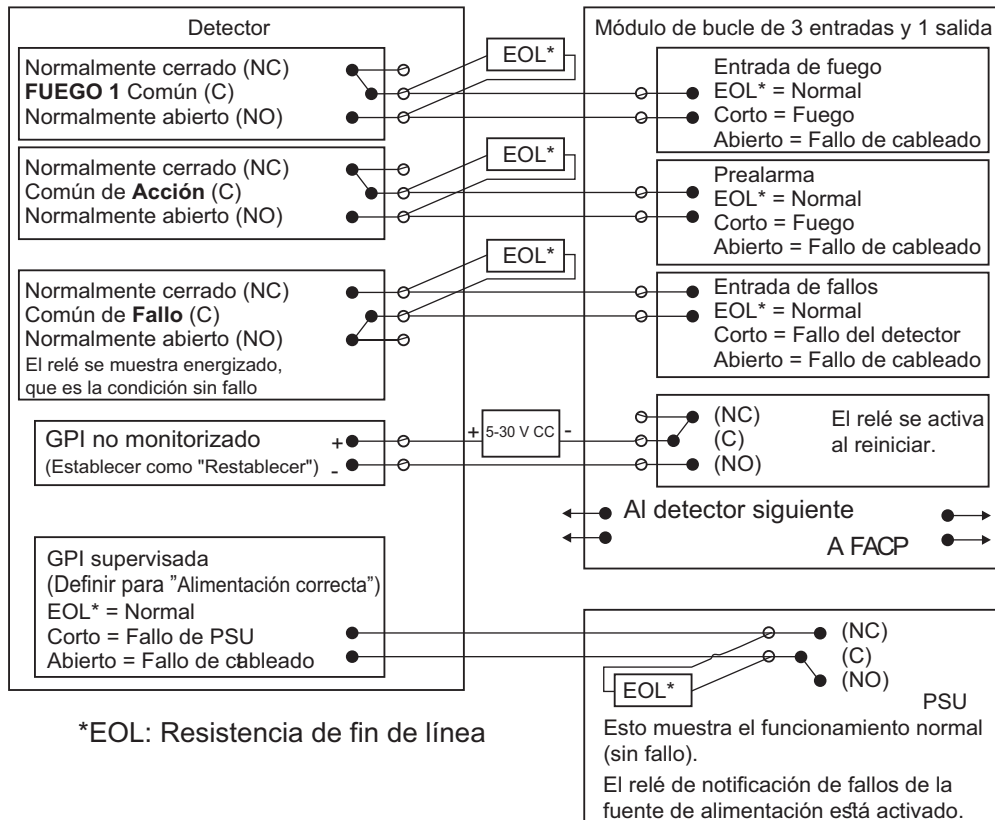 Detector
Normalmente cerrado (NC)
FUEGO 1 Común (C)
Normalmente abierto (NO)
EOL*
Módulo de bucle de 3 entradas y 1 salida
Entrada de fuego
EOL* = Normal
Corto = Fuego
Abierto = Fallo de cableado
Normalmente cerrado (NC)
Común de Acción (C)
Normalmente abierto (NO)
EOL*
Prealarma
EOL* = Normal
Corto = Fuego
Abierto = Fallo de cableado
Normalmente cerrado (NC)
Común de Fallo (C)
Normalmente abierto (NO)
El relé se muestra energizado,
que es la condición sin fallo
EOL*
Entrada de fallos
EOL* = Normal
Corto = Fallo del detector
Abierto = Fallo de cableado
GPI no monitorizado
(Establecer como "Restablecer")
+
-
+ 5-30 V CC -
(NC)
(C)
(NO)
El relé se activa
al reiniciar.
Al detector siguiente
A FACP
GPI supervisada
(Definir para "Alimentación correcta")
EOL* = Normal
Corto = Fallo de PSU
Abierto = Fallo de cableado
(NC)
(C)
(NO)
EOL*
PSU
Esto muestra el funcionamiento normal
(sin fallo).
El relé de notificación de fallos de la
fuente de alimentación está activado.
*EOL: Resistencia de fin de línea